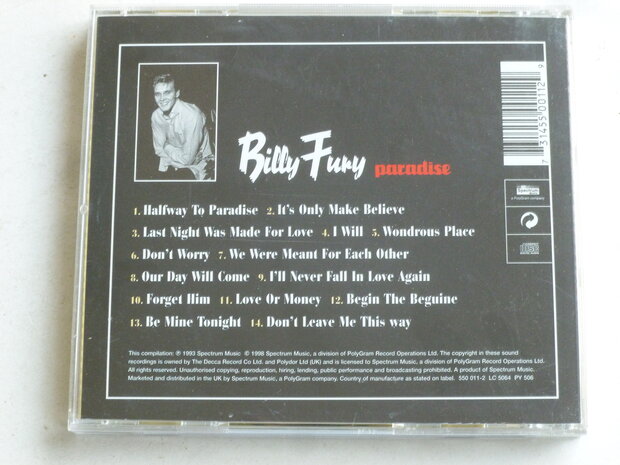 Billy Fury paradise
1. Halfway To Paradise 2. It's Only Make Believe
3. Last Night Was Made For Love 4. I Will 5. Wondrous Place
6. Don't Worry 7. We Were Meant For Each Other
8. Our Day Will Come 9. I'll Never Fall In Love Again
10. Forget Him 11. Love Or Money 12. Begin The Beguine
13. Be Mine Tonight 14. Don't Leave Me This way
This compilation: ℗ 1993 Spectrum Music © 1998 Spectrum Music, a division of PolyGram Record Operations Ltd. The copyright in these sound
recordings is owned by The Decca Record Co Ltd. and Polydor Ltd (UK) and is licensed to Spectrum Music, a division of PolyGram Record Operations Ltd.
All rights reserved. Unauthorised copying, reproduction, hiring, lending, public performance and broadcasting prohibited. A product of Spectrum Music.
Marketed and distributed in the UK by Spectrum Music, a PolyGram company. Country of manufacture as stated on label. 550 011-2 LC 5064 PY 506
7 31455 00112 9
Spectrum
a PolyGram company